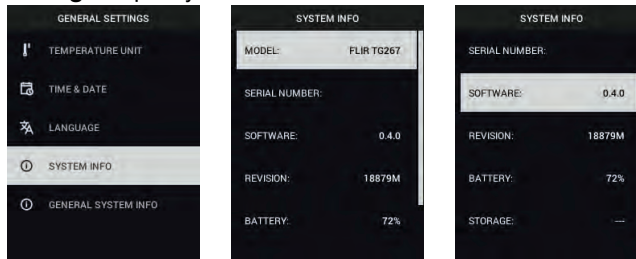 GENERAL SETTINGS
TEMPERATURE UNIT
TIME & DATE
LANGUAGE
SYSTEM INFO
GENERAL SYSTEM INFO
SYSTEM INFO
MODEL: FLIR TG267
SERIAL NUMBER:
SOFTWARE: 0.4.0
REVISION: 18879M
BATTERY: 72%
SYSTEM INFO
SERIAL NUMBER:
SOFTWARE: 0.4.0
REVISION: 18879M
BATTERY: 72%
STORAGE: ---